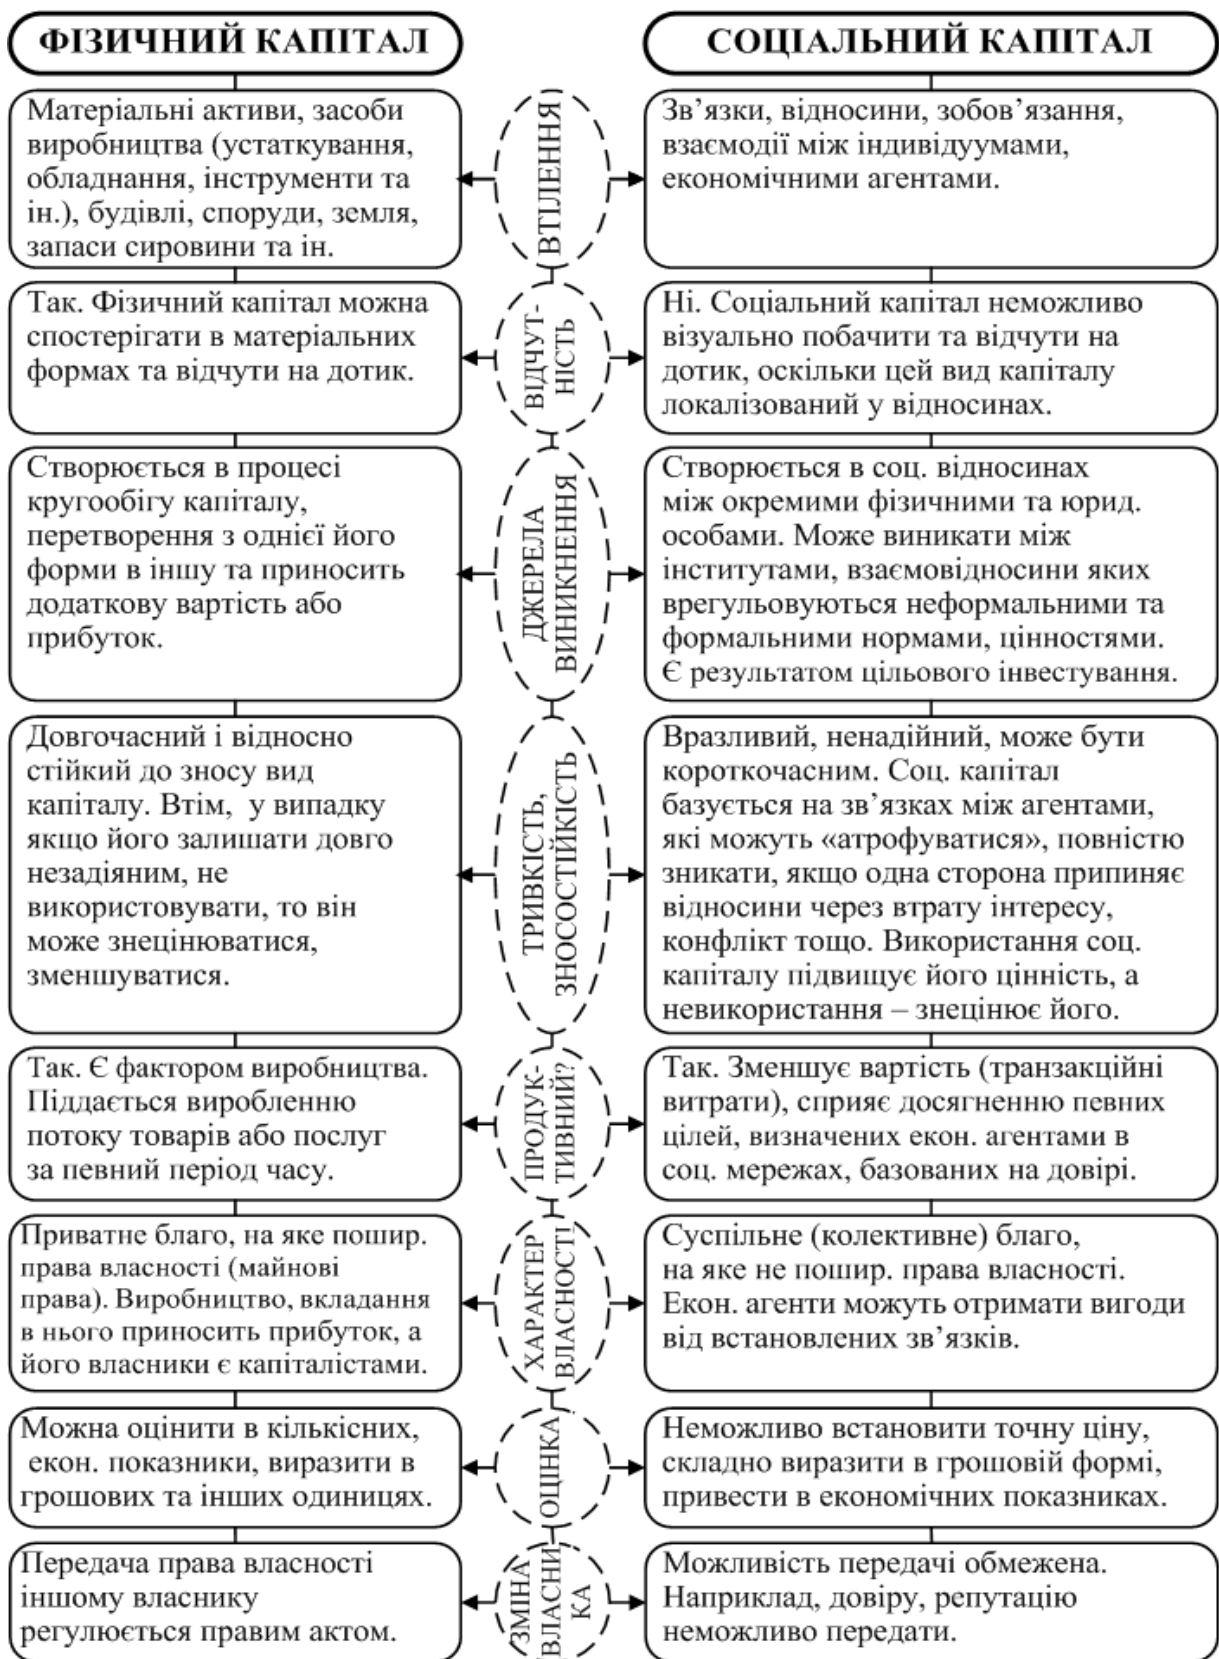 ФІЗИЧНИЙ КАПІТАЛ
СОЦІАЛЬНИЙ КАПІТАЛ
Матеріальні активи, засоби
виробництва (устаткування,
обладнання, інструменти та
ін.), будівлі, споруди, земля,
запаси сировини та ін.
ВТІЛЕННЯ
Зв’язки, відносини, зобов’язання,
взаємодії між індивідуумами,
економічними агентами.
Так. Фізичний капітал можна
спостерігати в матеріальних
формах та відчути на дотик.
ВІДЧУТ-
НІСТЬ
Ні. Соціальний капітал неможливо
візуально побачити та відчути на
дотик, оскільки цей вид капіталу
локалізований у відносинах.
Створюється в процесі
кругообігу капіталу,
перетворення з однієї його
форми в іншу та приносить
додаткову вартість або
прибуток.
ДЖЕРЕЛА
ВИНИКНЕННЯ
Створюється в соц. відносинах
між окремими фізичними та юрид.
особами. Може виникати між
інститутами, взаємовідносини яких
врегульовуються неформальними та
формальними нормами, цінностями.
Є результатом цільового інвестування.
Довгочасний і відносно
стійкий до зносу вид
капіталу. Втім, у випадку
якщо його залишати довго
незадіяним, не
використовувати, то він
може знецінюватися,
зменшуватися.
ТРИВКІСТЬ,
ЗНОСОСТІЙКІСТЬ
Вразливий, ненадійний, може бути
короткочасним. Соц. капітал
базується на зв’язках між агентами,
які можуть «атрофуватися», повністю
зникати, якщо одна сторона припиняє
відносини через втрату інтересу,
конфлікт тощо. Використання соц.
капіталу підвищує його цінність, а
невикористання – знецінює його.
Так. Є фактором виробництва.
Піддається виробленню
потоку товарів або послуг
за певний період часу.
ПРОДУК-
ТИВНИЙ?
Так. Зменшує вартість (транзакційні
витрати), сприяє досягненню певних
цілей, визначених екон. агентами в
соц. мережах, базованих на довірі.
Приватне благо, на яке пошир.
права власності (майнові
права). Виробництво, вкладання
в нього приносить прибуток, а
його власники є капіталістами.
ХАРАКТЕР
ВЛАСНОСТІ
Суспільне (колективне) благо,
на яке не пошир. права власності.
Екон. агенти можуть отримати вигоди
від встановлених зв’язків.
Можна оцінити в кількісних,
екон. показники, виразити в
грошових та інших одиницях.
ОЦІНКА
Неможливо встановити точну ціну,
складно виразити в грошовій формі,
привести в економічних показниках.
Передача права власності
іншому власнику
регулюється правим актом.
ЗМІНА
ВЛАСНИ
КА
Можливість передачі обмежена.
Наприклад, довіру, репутацію
неможливо передати.